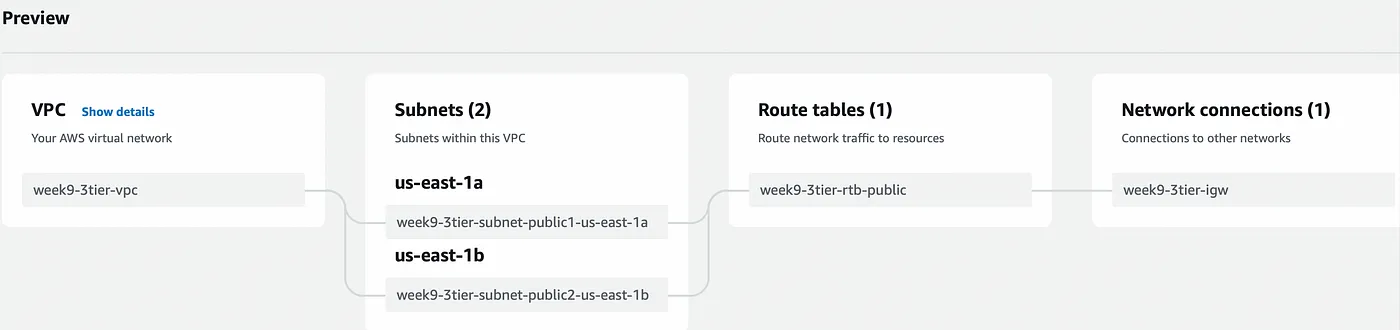 Preview
VPC Show details
Your AWS virtual network
week9-3tier-vpc
Subnets (2)
Subnets within this VPC
us-east-1a
week9-3tier-subnet-public1-us-east-1a
us-east-1b
week9-3tier-subnet-public2-us-east-1b
Route tables (1)
Route network traffic to resources
week9-3tier-rtb-public
Network connections (1)
Connections to other networks
week9-3tier-igw